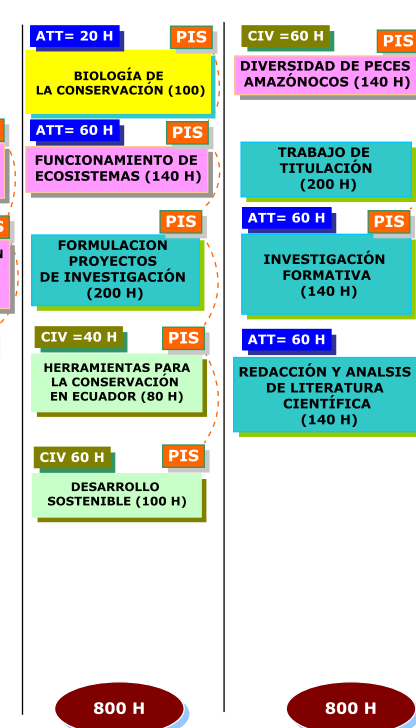 ATT= 20 H
PIS
BIOLOGÍA DE
LA CONSERVACIÓN (100)
ATT= 60 H
PIS
FUNCIONAMIENTO DE
ECOSISTEMAS (140 H)
PIS
FORMULACION
PROYECTOS
DE INVESTIGACIÓN
(200 H)
CIV =40 H
PIS
HERRAMIENTAS PARA
LA CONSERVACIÓN
EN ECUADOR (80 H)
CIV 60 H
PIS
DESARROLLO
SOSTENIBLE (100 H)
800 H
CIV =60 H
PIS
DIVERSIDAD DE PECES
AMAZÓNOCOS (140 H)
TRABAJO DE
TITULACIÓN
(200 H)
ATT= 60 H
PIS
INVESTIGACIÓN
FORMATIVA
(140 H)
ATT= 60 H
REDACCIÓN Y ANALSIS
DE LITERATURA
CIENTÍFICA
(140 H)
800 H